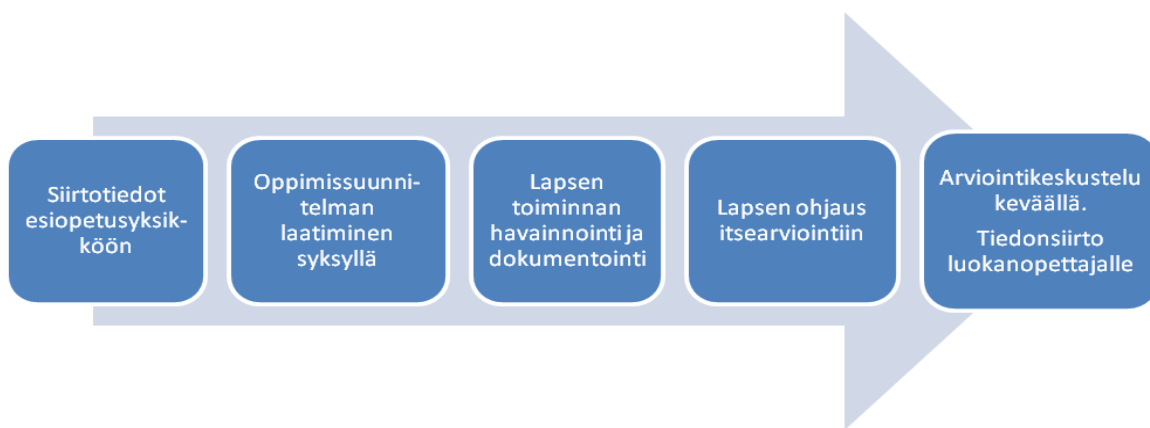 Siirtotiedot
esiopetusyksik-
köön
Oppimissuunni-
telman
laatiminen
syksyllä
Lapsen
toiminnan
havainnointi ja
dokumentointi
Lapsen ohjaus
itsearviointiin
Arviointikeskustelu
keväällä.
Tiedonsiirto
luokanopettajalle